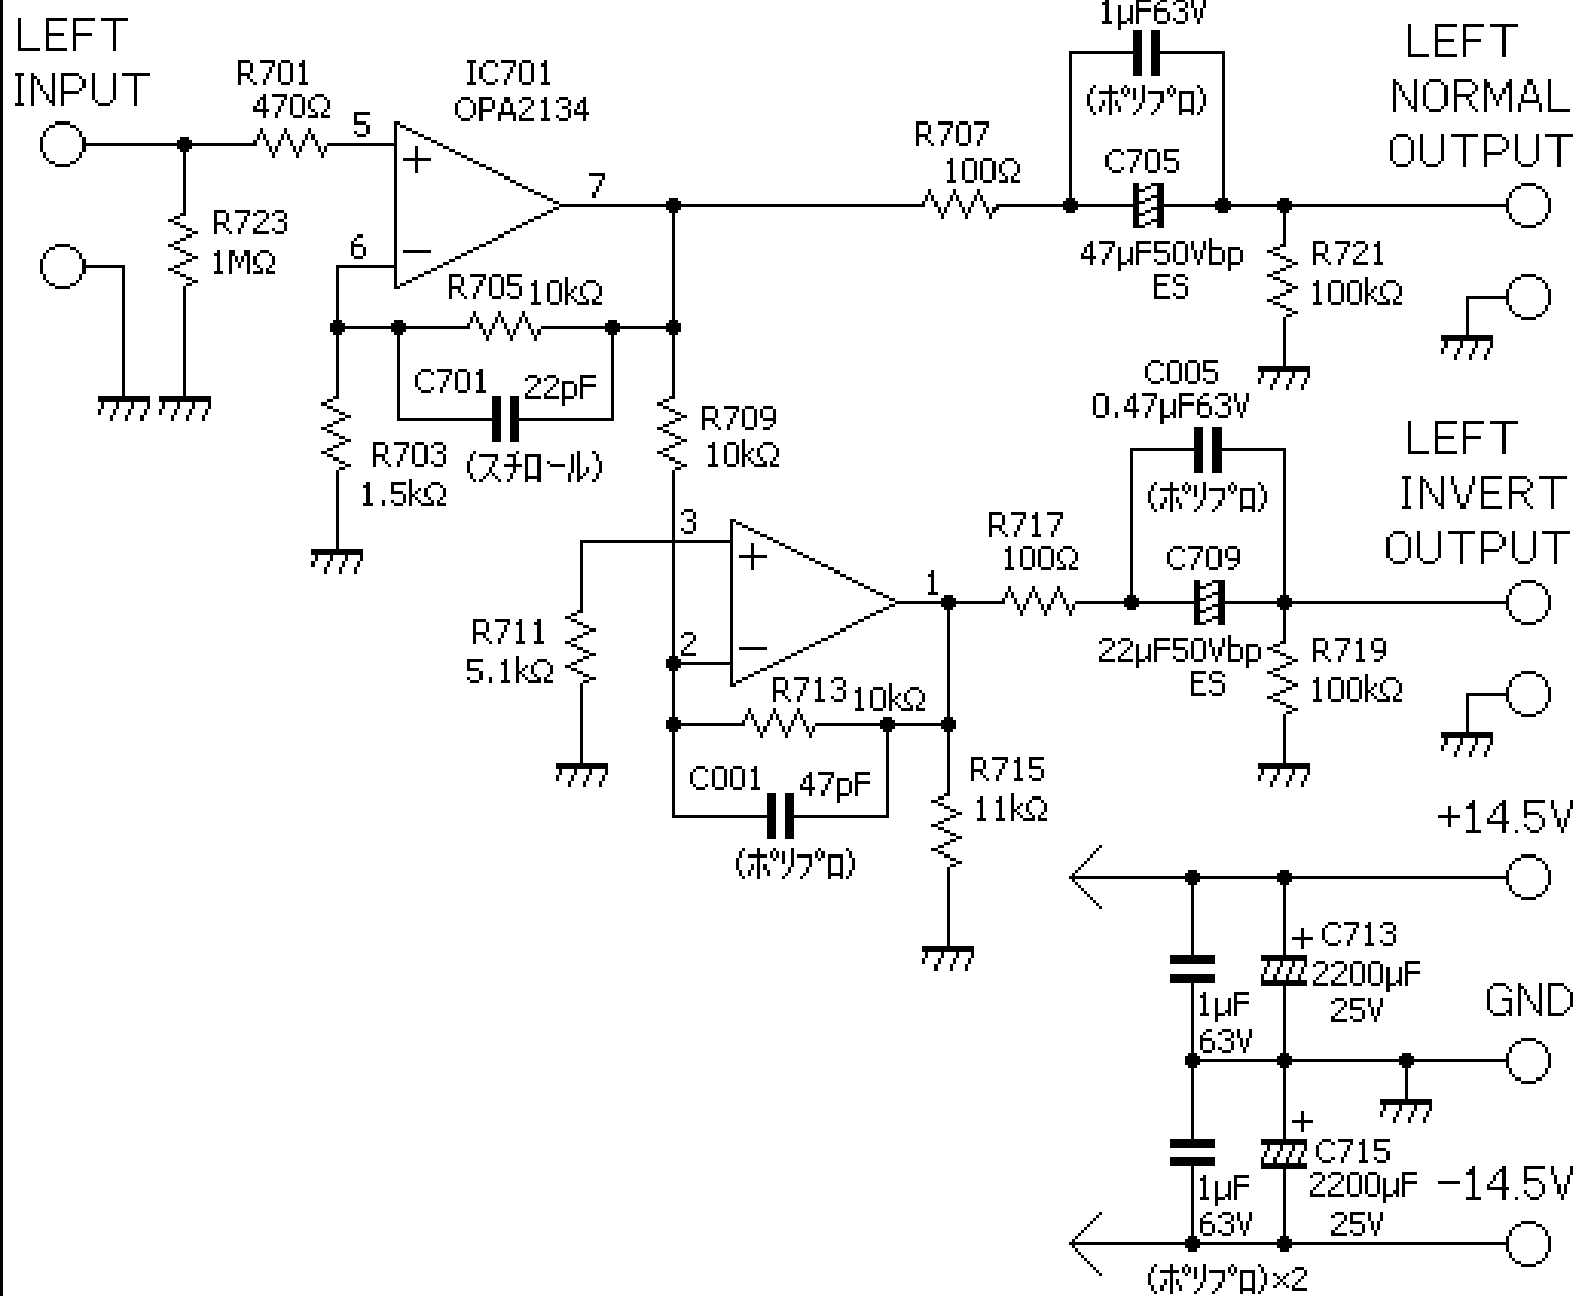 LEFT
INPUT
R701
470Ω
IC701
OPA2134
5
+
7
6
−
R723
1MΩ
R705 10kΩ
C701 22pF
(スチロール)
R703
1.5kΩ
R707
100Ω
1μF63V
(ポリプロ)
C705
47μF50Vbp
ES
LEFT
NORMAL
OUTPUT
R721
100kΩ
R709
10kΩ
3
+
2
−
1
R711
5.1kΩ
R713 10kΩ
C001 47pF
(ポリプロ)
R715
11kΩ
R717
100Ω
C005
0.47μF63V
(ポリプロ)
C709
22μF50Vbp
ES
LEFT
INVERT
OUTPUT
R719
100kΩ
+14.5V
+ C713
2200μF
25V
1μF
63V
GND
+
C715
2200μF
25V
1μF
63V
−14.5V
(ポリプロ)×2